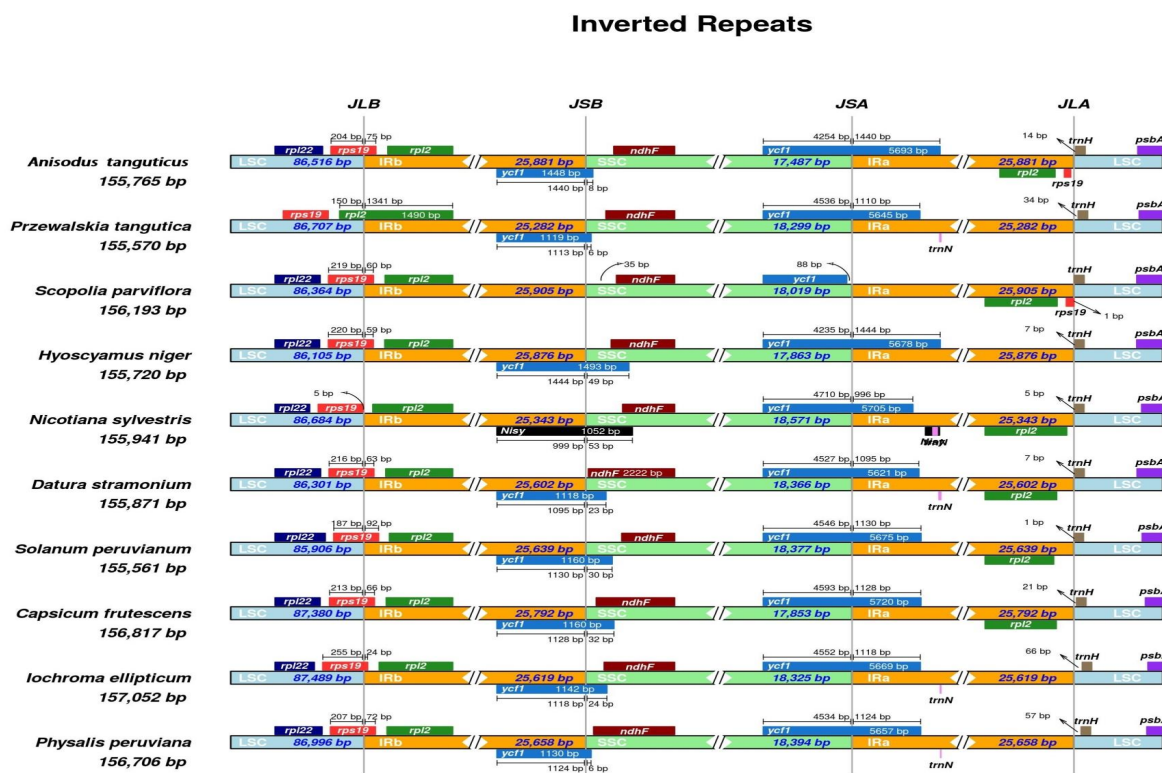 Inverted Repeats
JLB JSB JSA JLA
204 bp 75 bp 4254 bp 1440 bp 14 bp trnH psbA
rpl22 rps19 rpl2 ndhF ycf1 5693 bp
Anisodus tanguticus LSC 86,516 bp IRb 25,881 bp SSC 17,487 bp IRa 25,881 bp LSC
155,765 bp ycf1 1448 bp rpl2 rps19
1440 bp 8 bp
150 bp 1341 bp 4536 bp 1110 bp 34 bp trnH psbA
rps19 rpl2 1490 bp ndhF ycf1 5645 bp
Przewalskia tangutica LSC 86,707 bp IRb 25,282 bp SSC 18,299 bp IRa 25,282 bp LSC
155,570 bp ycf1 1119 bp trnN
1113 bp 6 bp
219 bp 60 bp 35 bp 88 bp trnH psbA
rpl22 rps19 rpl2 ndhF ycf1
Scopolia parviflora LSC 86,364 bp IRb 25,905 bp SSC 18,019 bp IRa 25,905 bp LSC
156,193 bp rpl2 rps19 1 bp
220 bp 59 bp 4235 bp 1444 bp 7 bp trnH psbA
rpl22 rps19 rpl2 ndhF ycf1 5678 bp
Hyoscyamus niger LSC 86,105 bp IRb 25,876 bp SSC 17,863 bp IRa 25,876 bp LSC
155,720 bp ycf1 1493 bp
1444 bp 49 bp
5 bp 4710 bp 996 bp 5 bp trnH psbA
rpl22 rps19 rpl2 ndhF ycf1 5705 bp
Nicotiana sylvestris LSC 86,684 bp IRb 25,343 bp SSC 18,571 bp IRa 25,343 bp LSC
155,941 bp Nisy 1052 bp rpl2
999 bp 53 bp
216 bp 63 bp 4527 bp 1095 bp 7 bp trnH psbA
rpl22 rps19 rpl2 ndhF 2222 bp ycf1 5621 bp
Datura stramonium LSC 86,301 bp IRb 25,602 bp SSC 18,366 bp IRa 25,602 bp LSC
155,871 bp ycf1 1118 bp trnN rpl2
1095 bp 23 bp
187 bp 92 bp 4546 bp 1130 bp 1 bp trnH psbA
rpl22 rps19 rpl2 ndhF ycf1 5675 bp
Solanum peruvianum LSC 85,906 bp IRb 25,639 bp SSC 18,377 bp IRa 25,639 bp LSC
155,561 bp ycf1 1160 bp rpl2
1130 bp 30 bp
213 bp 66 bp 4593 bp 1128 bp 21 bp trnH psbA
rpl22 rps19 rpl2 ndhF ycf1 5720 bp
Capsicum frutescens LSC 87,380 bp IRb 25,792 bp SSC 17,853 bp IRa 25,792 bp LSC
156,817 bp ycf1 1160 bp rpl2
1128 bp 32 bp
255 bp 24 bp 4552 bp 1118 bp 66 bp trnH psb
rpl22 rps19 rpl2 ndhF ycf1 5669 bp
Iochroma ellipticum LSC 87,489 bp IRb 25,619 bp SSC 18,325 bp IRa 25,619 bp LSC
157,052 bp ycf1 1142 bp trnN
1118 bp 24 bp
207 bp 72 bp 4534 bp 1124 bp 57 bp trnH psb
rpl22 rps19 rpl2 ndhF ycf1 5657 bp
Physalis peruviana LSC 86,996 bp IRb 25,658 bp SSC 18,394 bp IRa 25,658 bp LSC
156,706 bp ycf1 1130 bp trnN
1124 bp 6 bp